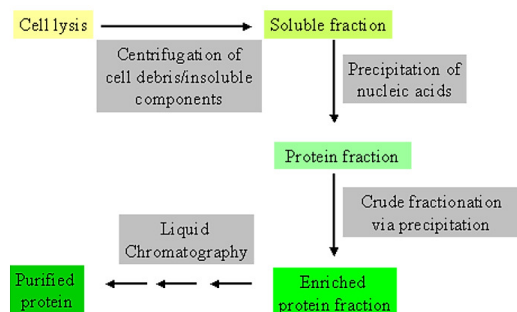 Cell lysis
Soluble fraction
Centrifugation of
cell debris/insoluble
components
Precipitation of
nucleic acids
Protein fraction
Crude fractionation
via precipitation
Liquid
Chromatography
Enriched
protein fraction
Purified
protein